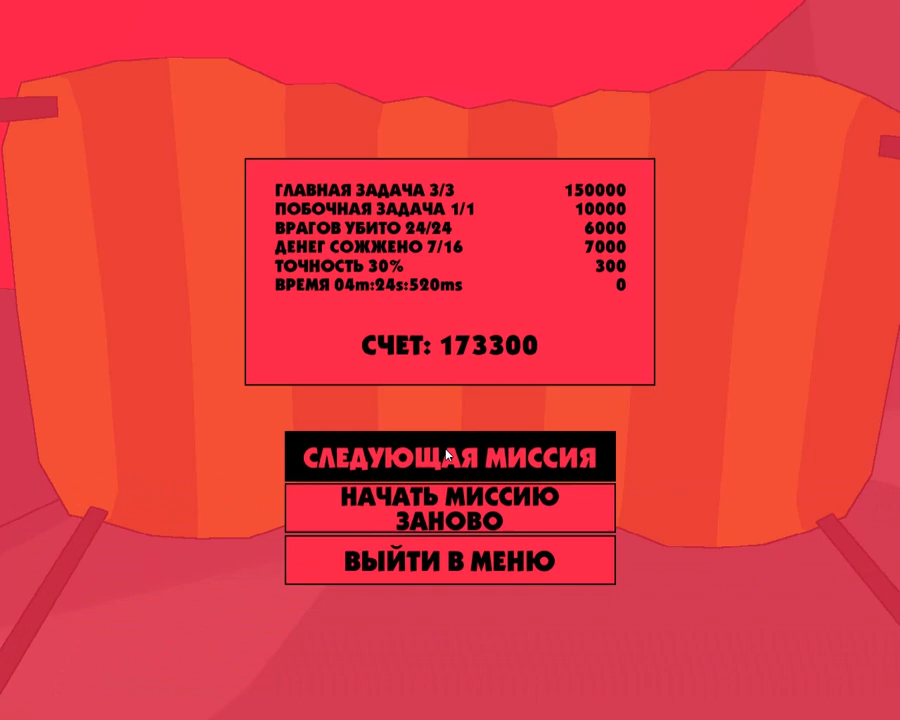 ГЛАВНАЯ ЗАДАЧА 3/3 150000
ПОБОЧНАЯ ЗАДАЧА 1/1 10000
ВРАГОВ УБИТО 24/24 6000
ДЕНЕГ СОЖЖЕНО 7/16 7000
ТОЧНОСТЬ 30% 300
ВРЕМЯ 04m:24s:520ms 0
СЧЕТ: 173300
СЛЕДУЮЩАЯ МИССИЯ
НАЧАТЬ МИССИЮ
ЗАНОВО
ВЫЙТИ В МЕНЮ